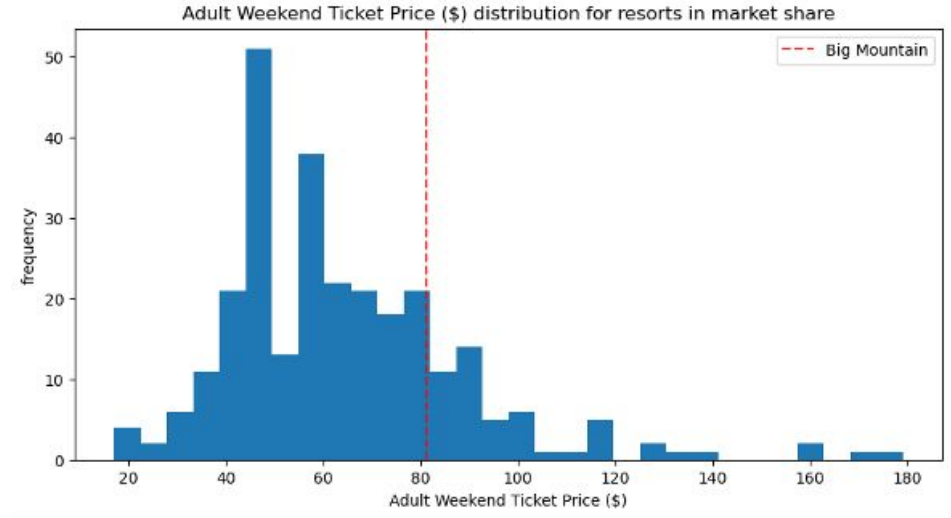 Adult Weekend Ticket Price ($) distribution for resorts in market share
Big Mountain
frequency
50
40
30
20
10
0
20 40 60 80 100 120 140 160 180
Adult Weekend Ticket Price ($)